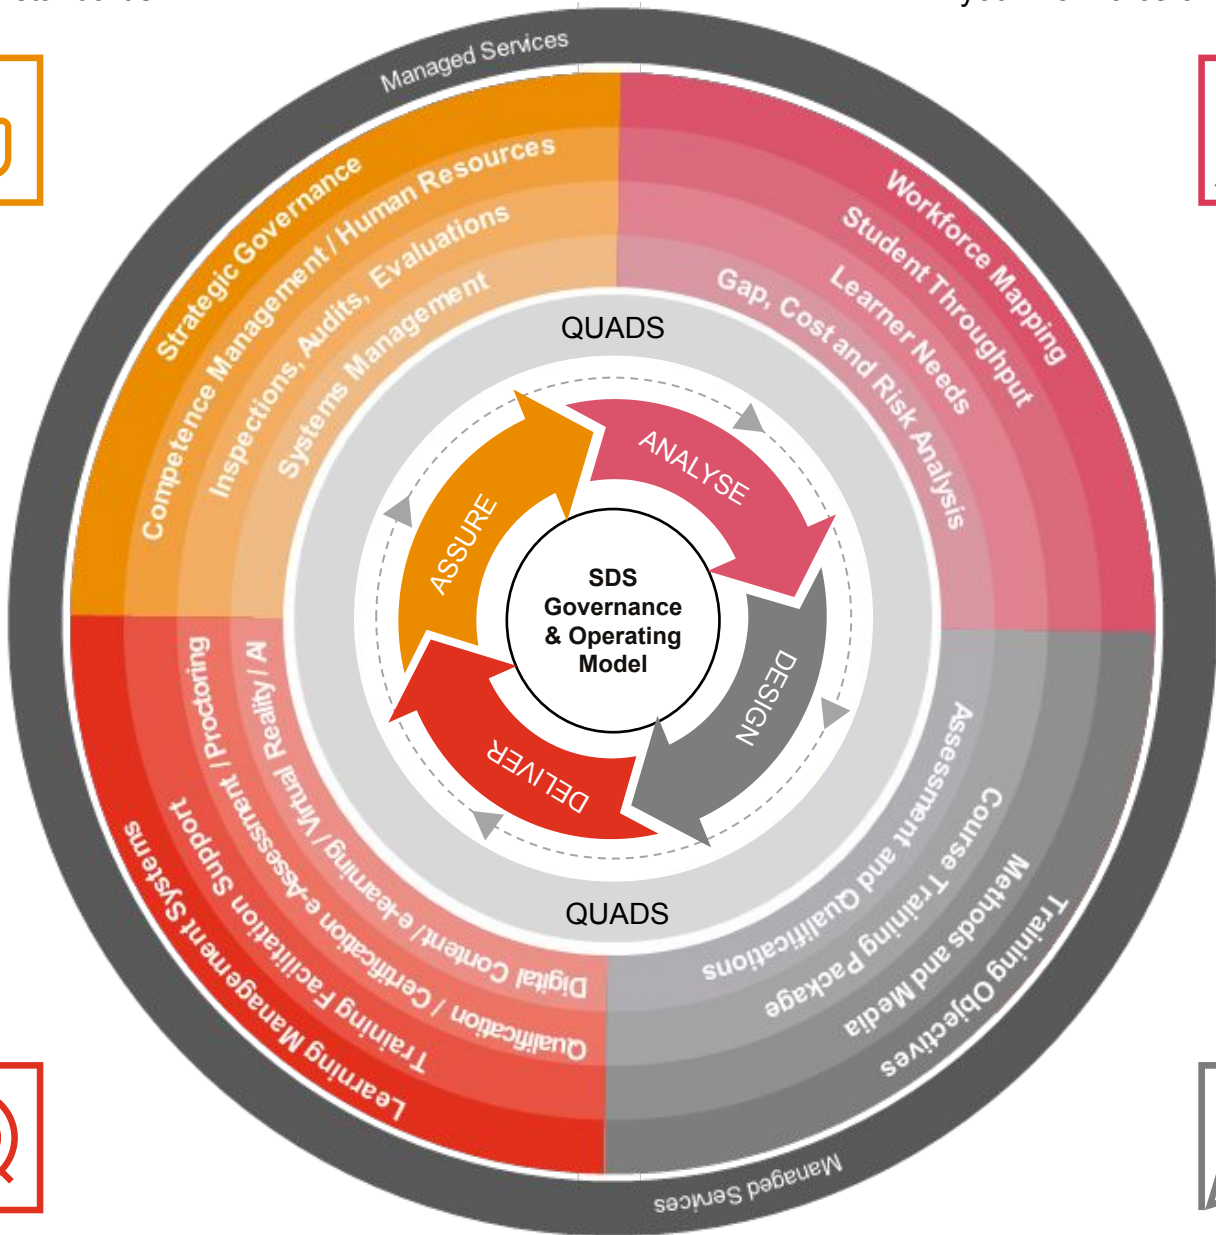 Managed Services
Strategic Governance
Competence Management / Human Resources
Inspections, Audits, Evaluations
Systems Management
Workforce Mapping
Student Throughput
Learner Needs
Gap, Cost and Risk Analysis
QUADS
ASSURE
ANALYSE
SDS
Governance
& Operating
Model
DESIGN
DELIVER
QUADS
Digital Content / e-learning / Virtual Reality / AI
Qualification / Certification e-Assessment / Proctoring
Training Facilitation Support
Learning Management Systems
Assessment and Qualifications
Course Training Package
Methods and Media
Training Objectives
Managed Services